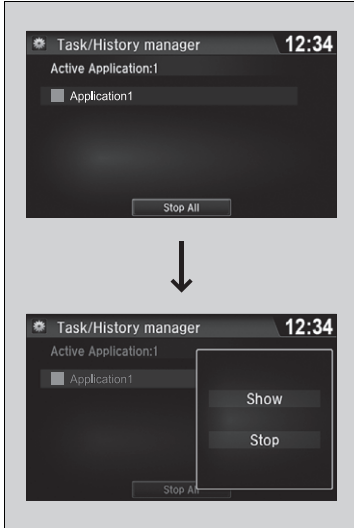 Task/History manager 12:34
Active Application:1
Application1
Stop All
Task/History manager 12:34
Active Application:1
Application1
Show
Stop
Stop All